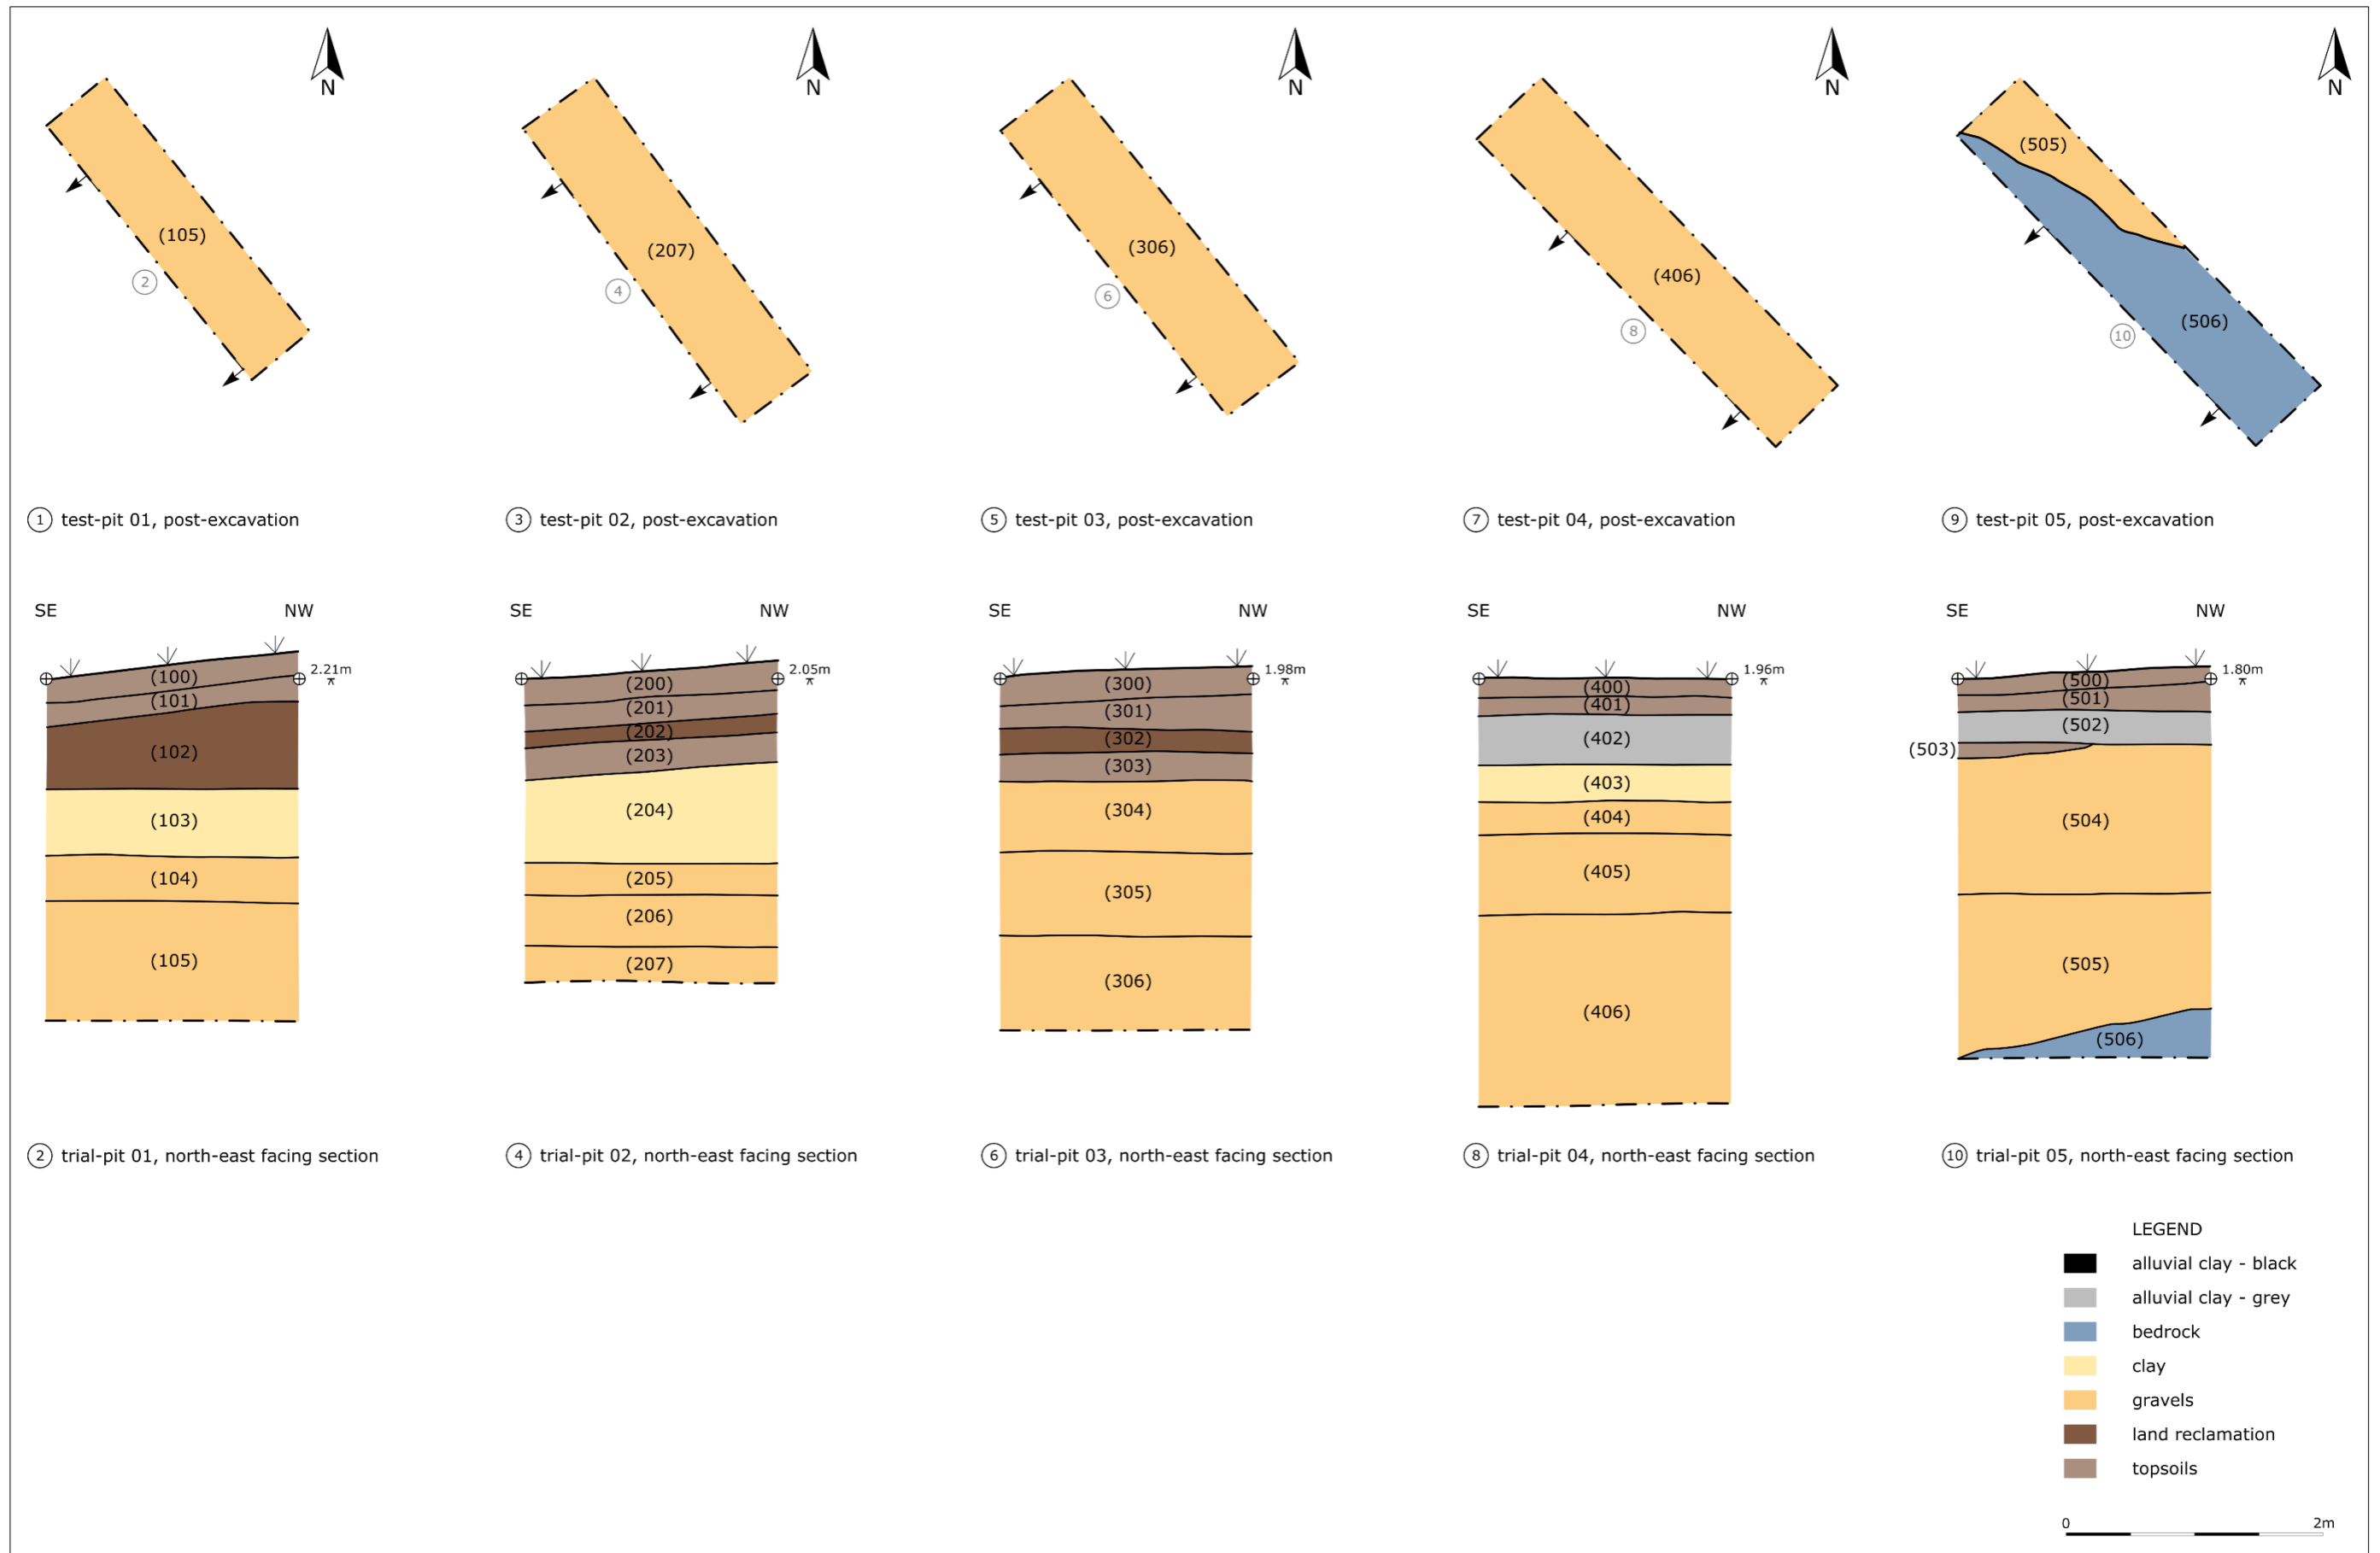 N N N N N
(105)
2
(207)
4
(306)
6
(406)
8
(505)
(506)
10
1 test-pit 01, post-excavation
3 test-pit 02, post-excavation
5 test-pit 03, post-excavation
7 test-pit 04, post-excavation
9 test-pit 05, post-excavation
SE NW
2.21m
(100)
(101)
(102)
(103)
(104)
(105)
SE NW
2.05m
(200)
(201)
(202)
(203)
(204)
(205)
(206)
(207)
SE NW
1.98m
(300)
(301)
(302)
(303)
(304)
(305)
(306)
SE NW
1.96m
(400)
(401)
(402)
(403)
(404)
(405)
(406)
SE NW
1.80m
(500)
(501)
(502)
(503)
(504)
(505)
(506)
2 trial-pit 01, north-east facing section
4 trial-pit 02, north-east facing section
6 trial-pit 03, north-east facing section
8 trial-pit 04, north-east facing section
10 trial-pit 05, north-east facing section
LEGEND
alluvial clay - black
alluvial clay - grey
bedrock
clay
gravels
land reclamation
topsoils
0 2m